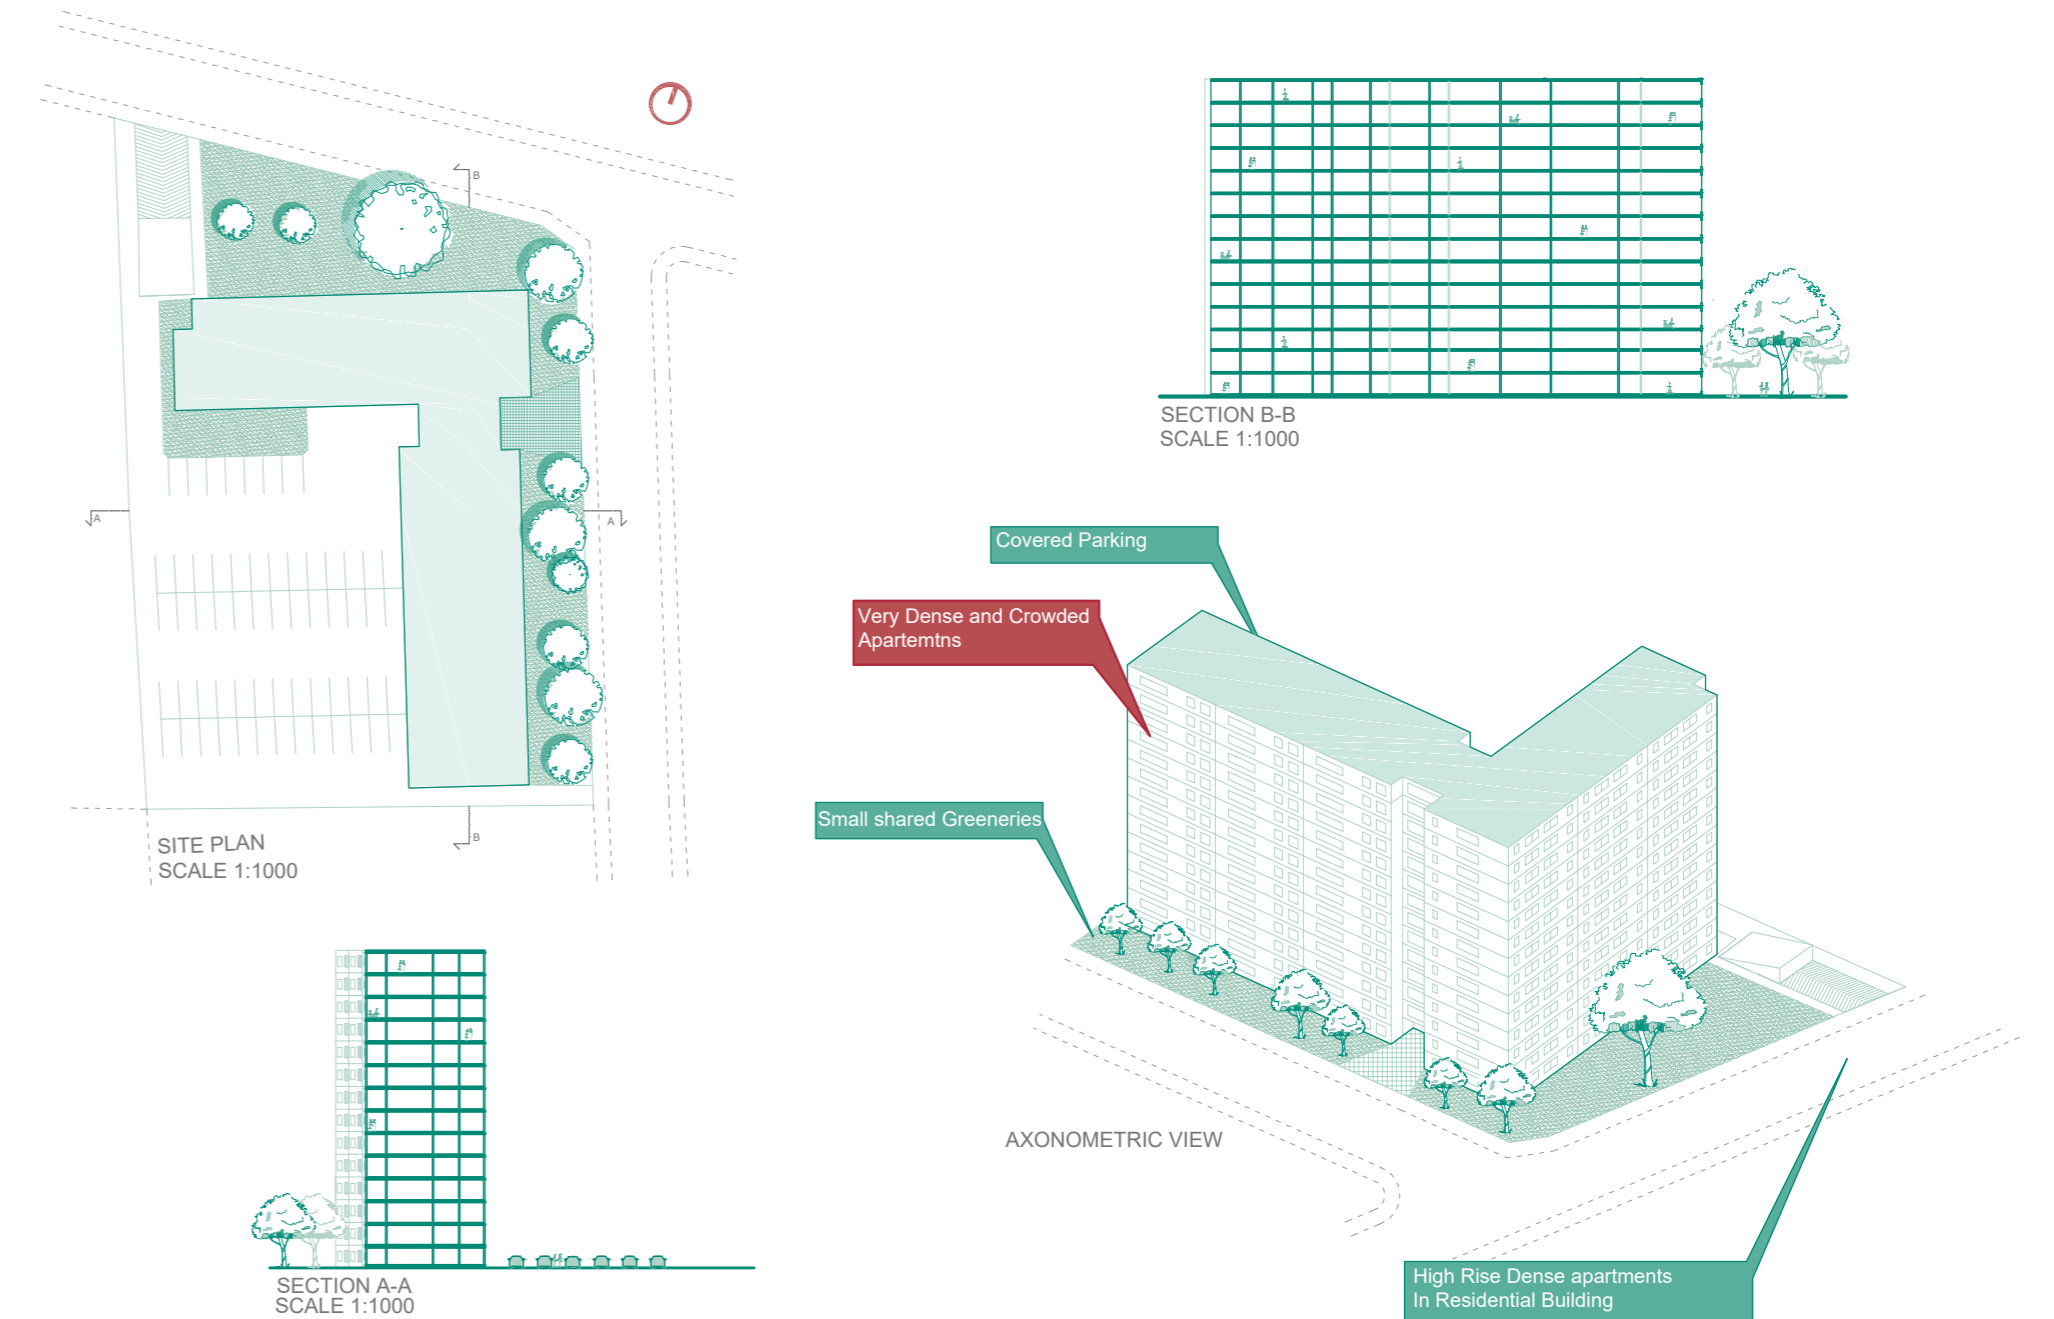 B
A
A
B
SITE PLAN
SCALE 1:1000
SECTION B-B
SCALE 1:1000
Covered Parking
Very Dense and Crowded
Apartemtns
Small shared Greeneries
AXONOMETRIC VIEW
High Rise Dense apartments
In Residential Building
SECTION A-A
SCALE 1:1000